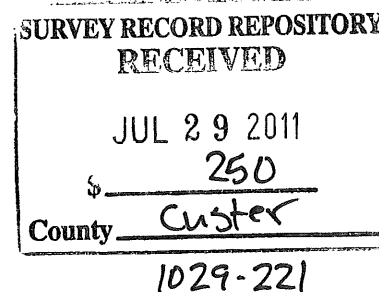 SURVEY RECORD REPOSITORY
RECEIVED
JUL 29 2011
$ 250
County Custer
1029-221